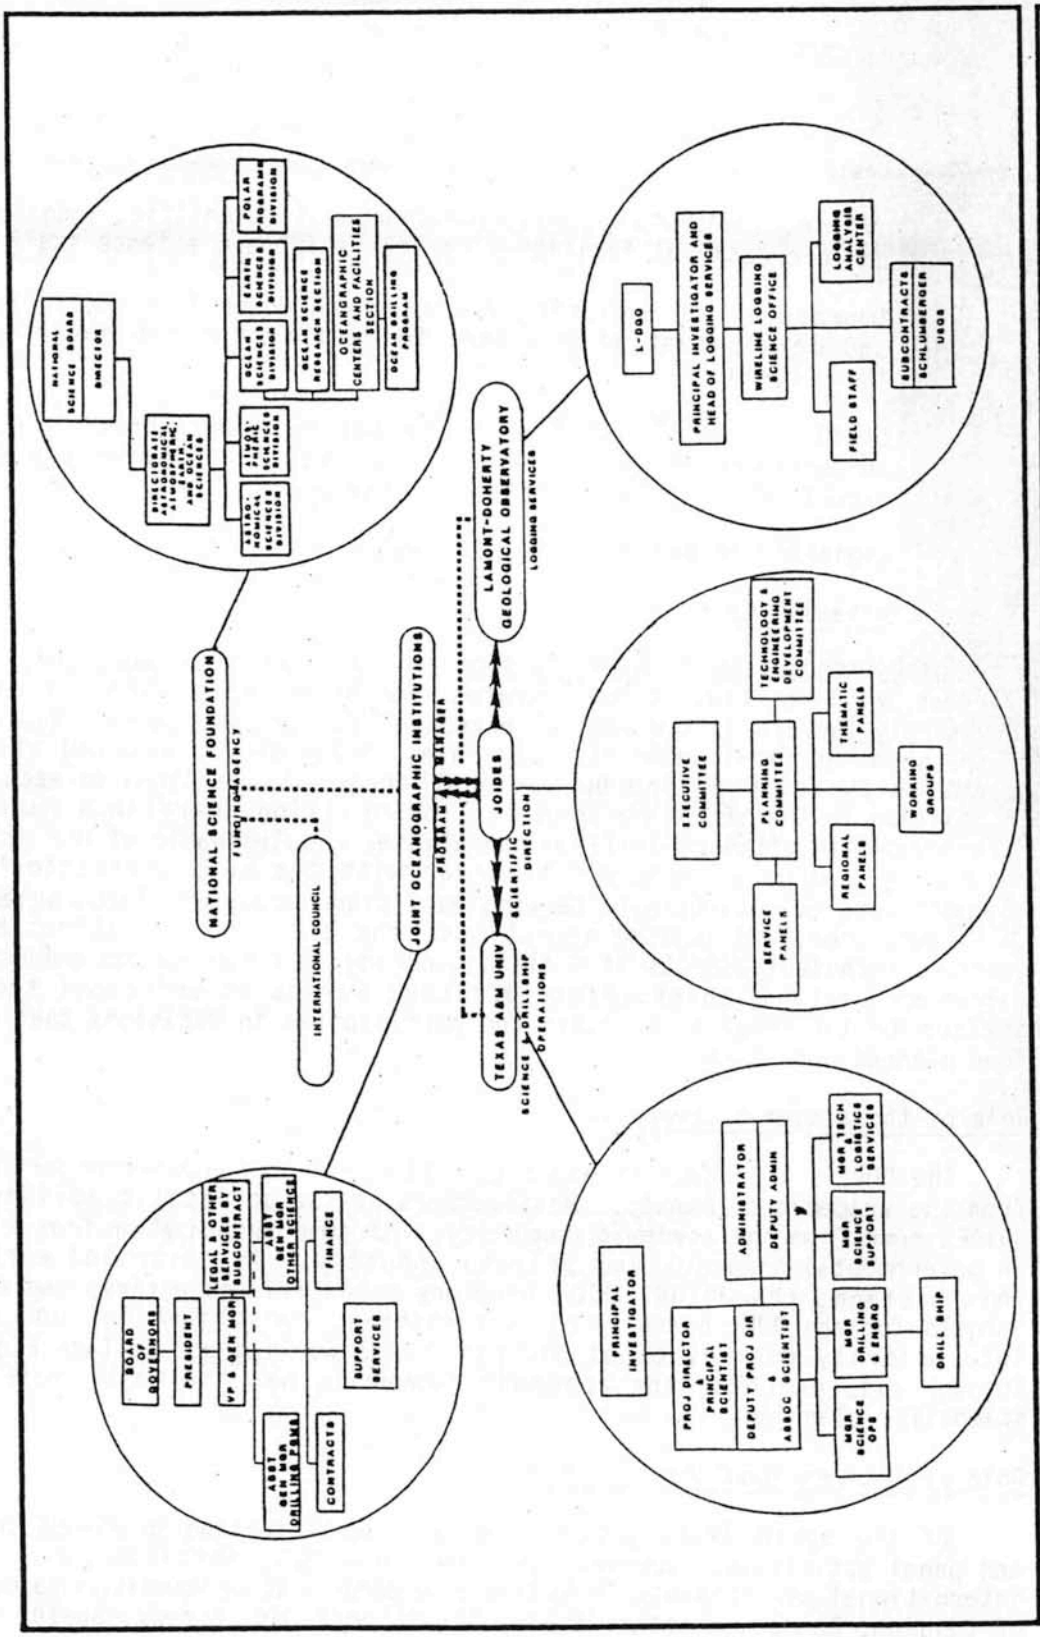 NATIONAL
SCIENCE BOARD
DIRECTOR
DIRECTORATE
ASTRONOMICAL,
ATMOSPHERIC,
EARTH
AND OCEAN
SCIENCES
ASTRO-
NOMICAL
SCIENCES
DIVISION
ATMOS-
PHERIC
SCIENCES
DIVISION
OCEAN
SCIENCES
DIVISION
EARTH
SCIENCES
DIVISION
POLAR
PROGRAMS
DIVISION
OCEAN SCIENCE
RESEARCH SECTION
OCEANOGRAPHIC
CENTERS AND FACILITIES
SECTION
OCEAN DRILLING
PROGRAM
NATIONAL SCIENCE FOUNDATION
FUNDING AGENCY
INTERNATIONAL COUNCIL
BOARD
OF
GOVERNORS
PRESIDENT
VP & GEN MGR
LEGAL & OTHER
SERVICES BY
SUBCONTRACT
ASST
GEN MGR
DRILLING PGMS
ASST
GEN MGR
OTHER SCIENCE
CONTRACTS
FINANCE
SUPPORT
SERVICES
JOINT OCEANOGRAPHIC INSTITUTIONS
PROGRAM MANAGER
TEXAS A&M UNIV
SCIENCE & DRILLSHIP
OPERATIONS
JOIDES
SCIENTIFIC
DIRECTION
LAMONT-DOHERTY
GEOLOGICAL OBSERVATORY
LOGGING SERVICES
PRINCIPAL
INVESTIGATOR
PROJ DIRECTOR
&
PRINCIPAL
SCIENTIST
DEPUTY PROJ DIR
&
ASSOC SCIENTIST
ADMINISTRATOR
DEPUTY ADMIN
MGR
SCIENCE
OPS
MGR
DRILLING
& ENGRG
MGR
SCIENCE
SUPPORT
MGR TECH
&
LOGISTICS
SERVICES
DRILL SHIP
EXECUTIVE
COMMITTEE
PLANNING
COMMITTEE
SERVICE
PANELS
TECHNOLOGY &
ENGINEERING
DEVELOPMENT
COMMITTEE
REGIONAL
PANELS
THEMATIC
PANELS
WORKING
GROUPS
L-DGO
PRINCIPAL INVESTIGATOR AND
HEAD OF LOGGING SERVICES
WIRELINE LOGGING
SCIENCE OFFICE
FIELD STAFF
LOGGING
ANALYSIS
CENTER
SUBCONTRACTS
SCHLUMBERGER
USGS